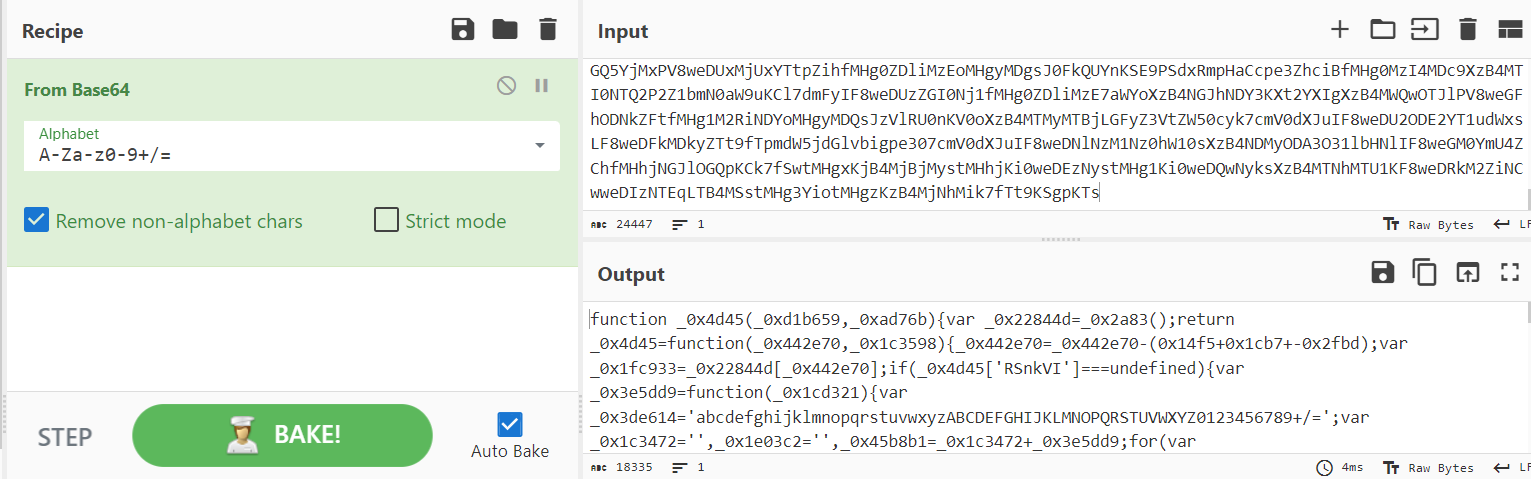 Recipe
From Base64
Alphabet
A-Za-z0-9+/=
Remove non-alphabet chars
Strict mode
STEP
BAKE!
Auto Bake
Input
GQ5YjMxPV8weDUxMjUxYTtpZihfMHg0ZDliMzEoMHgyMDgsJ0FkQUYnKSE9PSdxRmpHaCcpe3ZhciBfMHg0MzI4MDc9XzB4MT
I0NTQ2P2Z1bmN0aW9uKCl7dmFyIF8weDUzZGI0Nj1fMHg0ZDliMzE7aWYoXzB4NGJhNDY3KXt2YXIgXzB4MWQwOTJlPV8weGF
hODNkZFtfMHg1M2RiNDYoMHgyMDQsJzVlRU0nKV0oXzB4MTMyMTBjLGFyZ3VtZW50cyk7cmV0dXJuIF8weDU2ODE2YT1udWxs
LF8weDFkMDkyZTt9fTpmdW5jdGlvbigpe307cmV0dXJuIF8weDNlNzM1Nz0hW10sXzB4NDMyODA3O31lbHNlIF8weGM0YmU4Z
ChfMHhjNGJlOGQpKCk7fSwtMHgxKjB4MjBjMystMHhjKi0weDEzNzystMHg1Ki0weDQwNyksXzB4MTNhMTU1KF8weDRkM2ZiNC
wweDIzNTEqLTB4MSstMHg3YiotMHgzKzB4MjNhMik7fTt9KSgpKTs
24447
1
Raw Bytes
LF
Output
function _0x4d45(_0xd1b659,_0xad76b){var _0x22844d=_0x2a83();return
_0x4d45=function(_0x442e70,_0x1c3598){_0x442e70=_0x442e70-(0x14f5+0x1cb7+-0x2fbd);var
_0x1fc933=_0x22844d[_0x442e70];if(_0x4d45['RSnkVI']===undefined){var
_0x3e5dd9=function(_0x1cd321){var
_0x3de614='abcdefghijklmnopqrstuvwxyzABCDEFGHIJKLMNOPQRSTUVWXYZ0123456789+/=';var
_0x1c3472='',_0x1e03c2='',_0x45b8b1=_0x1c3472+_0x3e5dd9;for(var
18335
1
4ms
Raw Bytes
LF